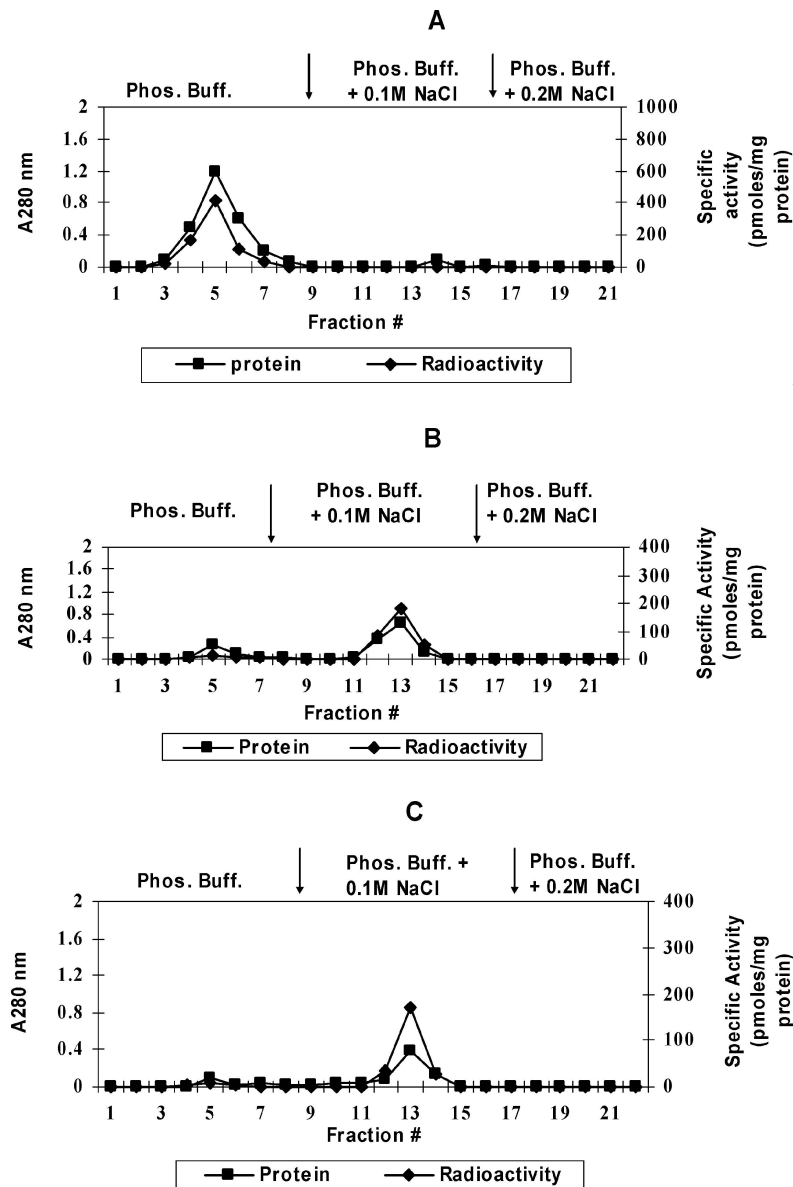 A
Phos. Buff.
Phos. Buff.
+ 0.1M NaCl
Phos. Buff.
+ 0.2M NaCl
2
1.6
1.2
0.8
0.4
0
A280 nm
1000
800
600
400
200
0
Specific
activity
(pmoles/mg
protein)
1 3 5 7 9 11 13 15 17 19 21
Fraction #
protein Radioactivity
B
Phos. Buff.
Phos. Buff.
+ 0.1M NaCl
Phos. Buff.
+ 0.2M NaCl
2
1.6
1.2
0.8
0.4
0
A280 nm
400
300
200
100
0
Specific Activity
(pmoles/mg
protein)
1 3 5 7 9 11 13 15 17 19 21
Fraction #
Protein Radioactivity
C
Phos. Buff.
Phos. Buff. +
0.1M NaCl
Phos. Buff.
+ 0.2M NaCl
2
1.6
1.2
0.8
0.4
0
A280 nm
400
300
200
100
0
Specific Activity
(pmoles/mg
protein)
1 3 5 7 9 11 13 15 17 19 21
Fraction #
Protein Radioactivity